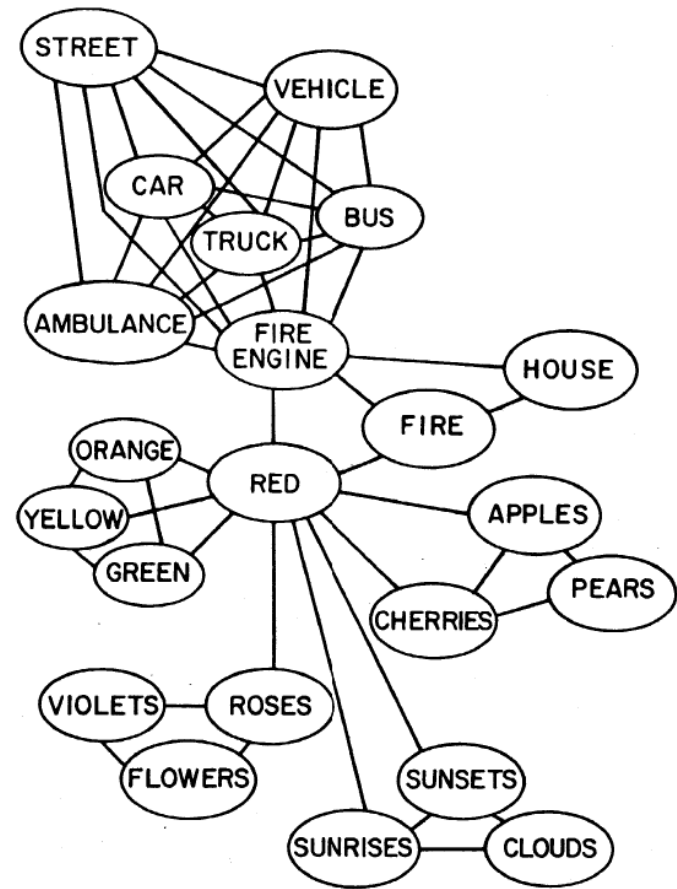 STREET
VEHICLE
CAR
TRUCK
BUS
AMBULANCE
FIRE
ENGINE
HOUSE
FIRE
ORANGE
RED
YELLOW
GREEN
APPLES
PEARS
CHERRIES
VIOLETS
ROSES
FLOWERS
SUNSETS
SUNRISES
CLOUDS